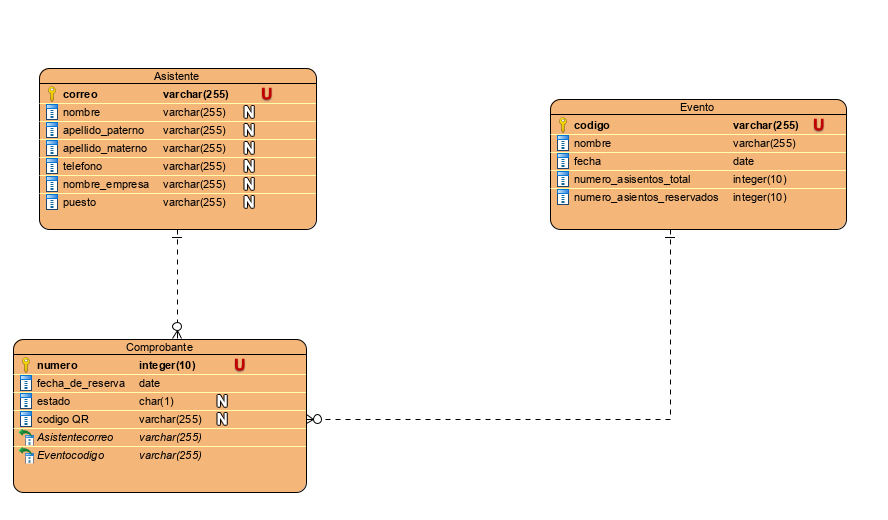 Asistente
correo varchar(255) U
nombre varchar(255) N
apellido_paterno varchar(255) N
apellido_materno varchar(255) N
telefono varchar(255) N
nombre_empresa varchar(255) N
puesto varchar(255) N
Evento
codigo varchar(255) U
nombre varchar(255)
fecha date
numero_asisentos_total integer(10)
numero_asientos_reservados integer(10)
Comprobante
numero integer(10) U
fecha_de_reserva date
estado char(1) N
codigo QR varchar(255) N
Asistentecorreo varchar(255)
Eventocodigo varchar(255)